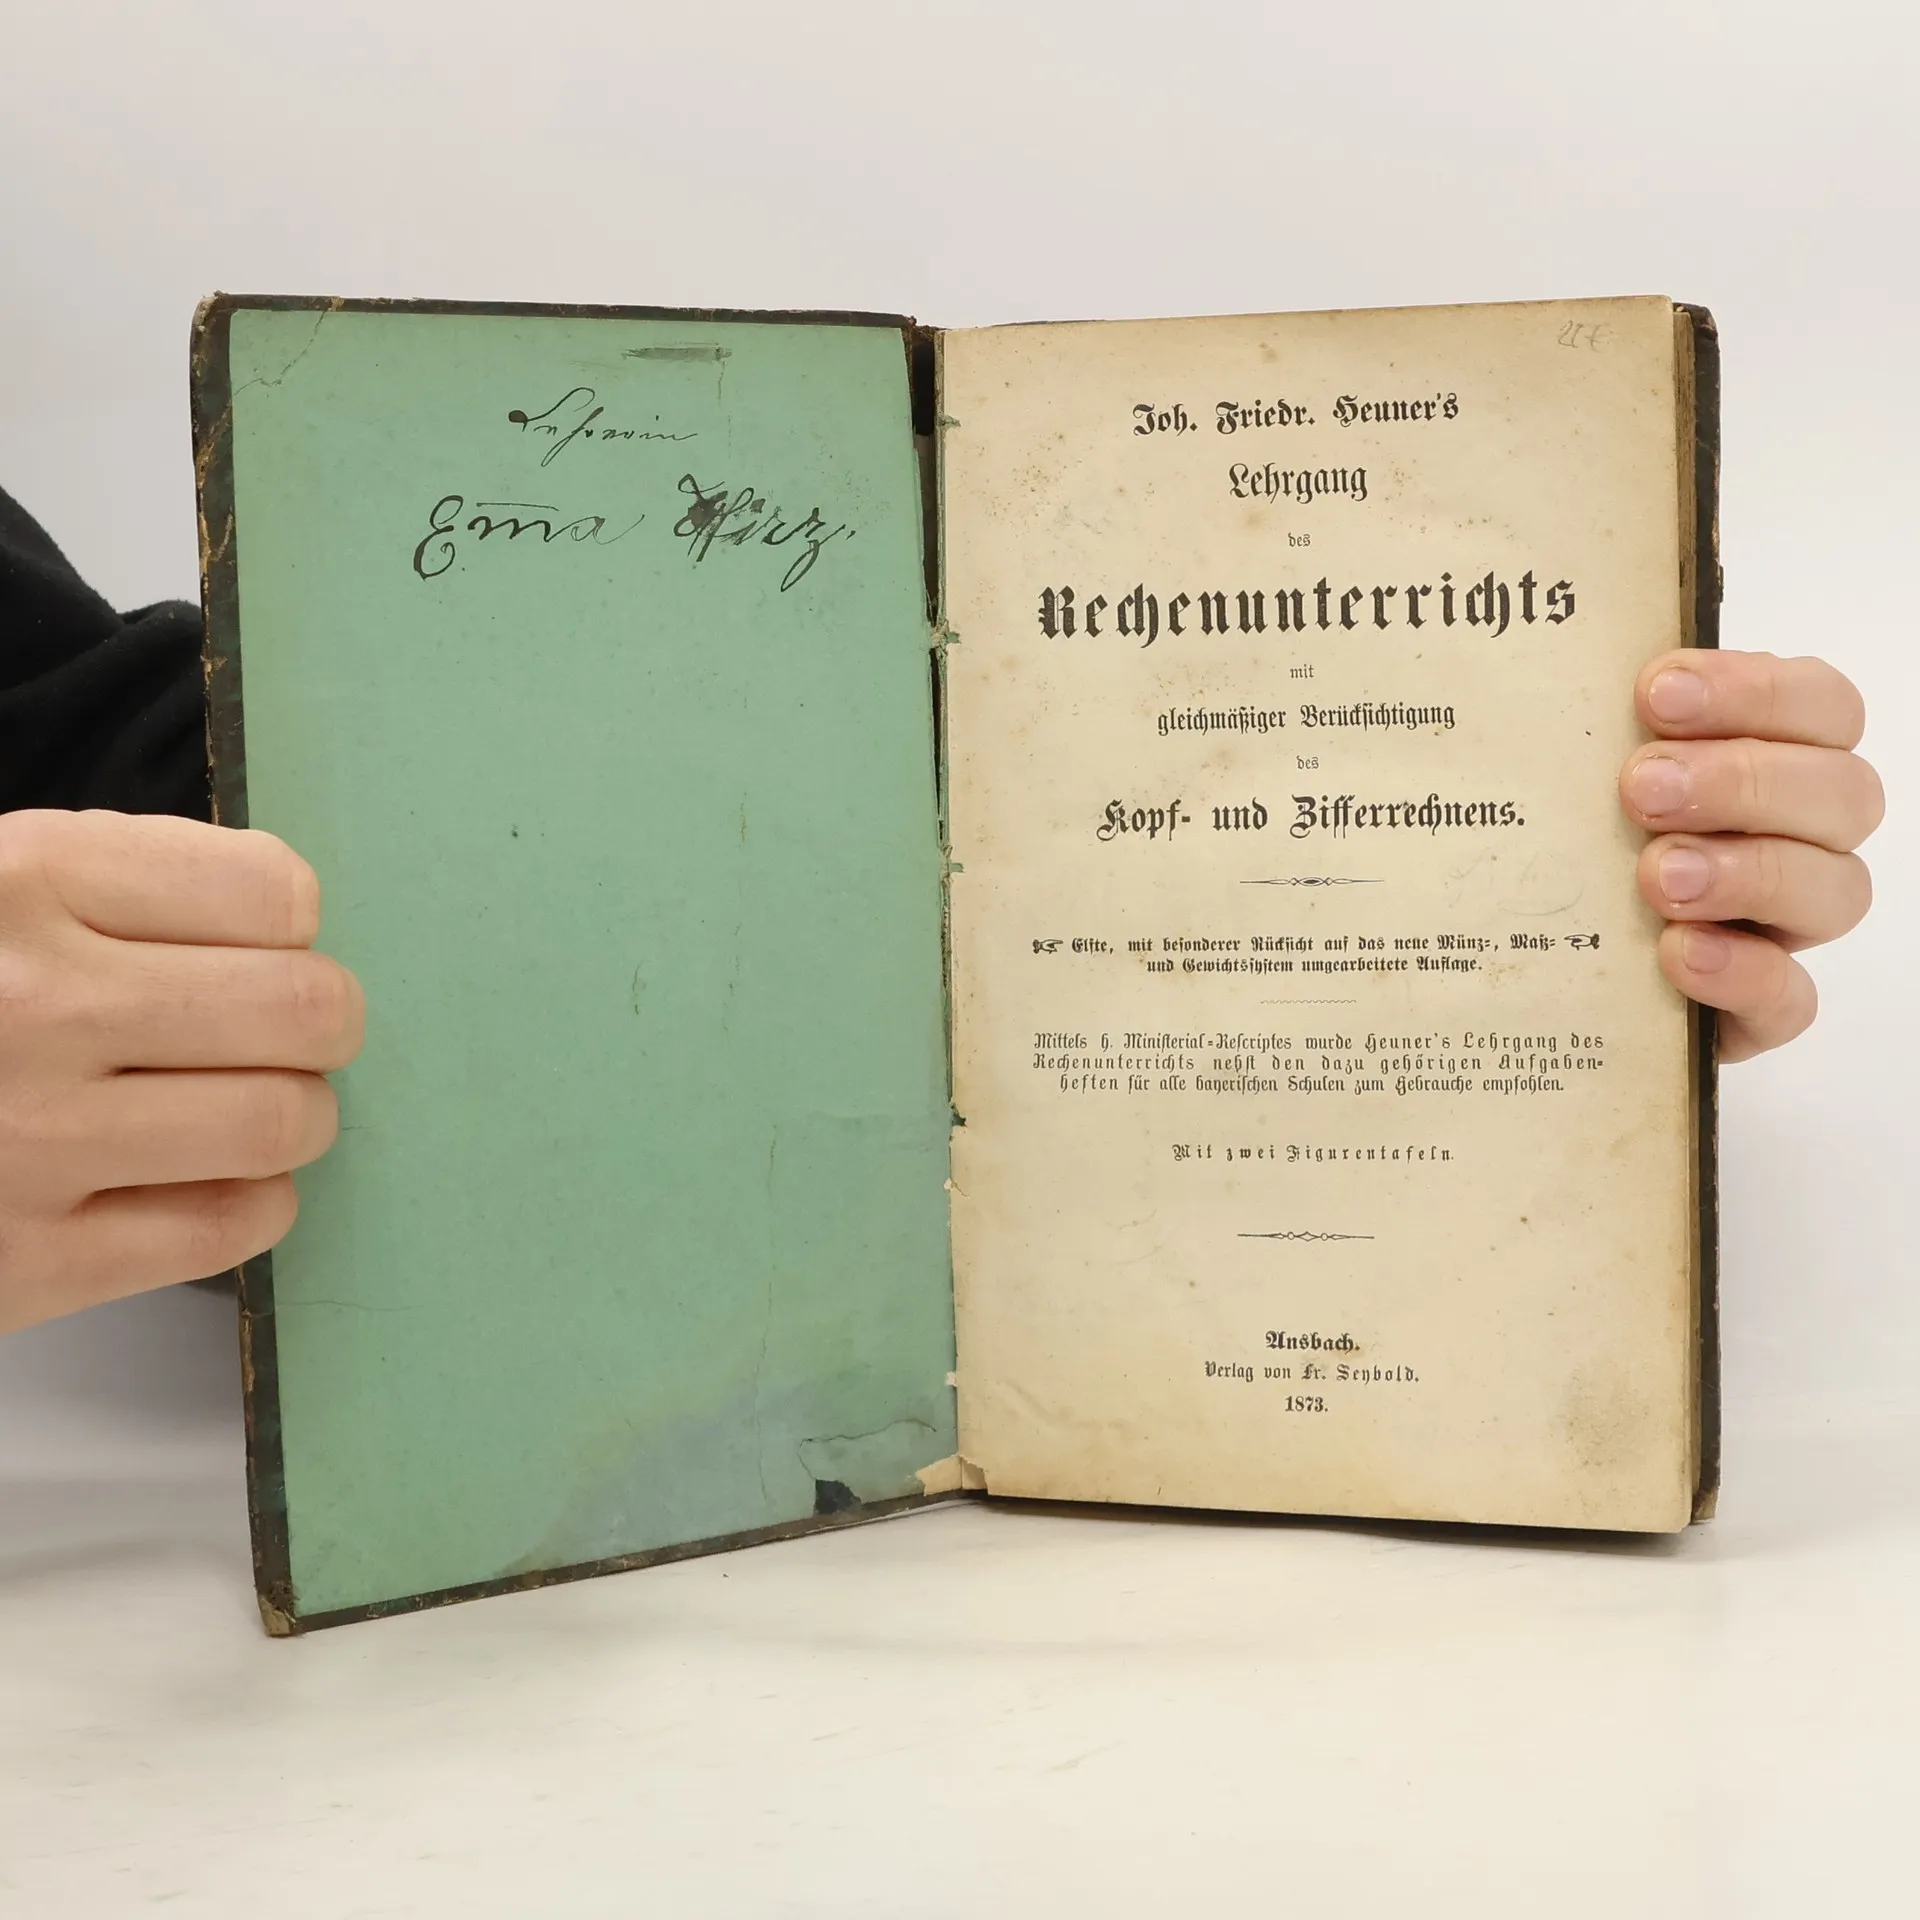 Lehrerin
Em̅a
Joh. Friedr. Heuner's
Lehrgang
des
Rechenunterrichts
mit
gleichmäßiger Berücksichtigung
des
Kopf- und Zifferrechnens.
Elfte, mit besonderer Rücksicht auf das neue Münz-, Maß-
und Gewichtssystem umgearbeitete Auflage.
Mittels h. Ministerial-Rescriptes wurde Heuner's Lehrgang des
Rechenunterrichts nebst den dazu gehörigen Aufgaben-
heften für alle bayerischen Schulen zum Gebrauche empfohlen.
Mit zwei Figurentafeln.
Ansbach.
Verlag von Fr. Seybold.
1873.